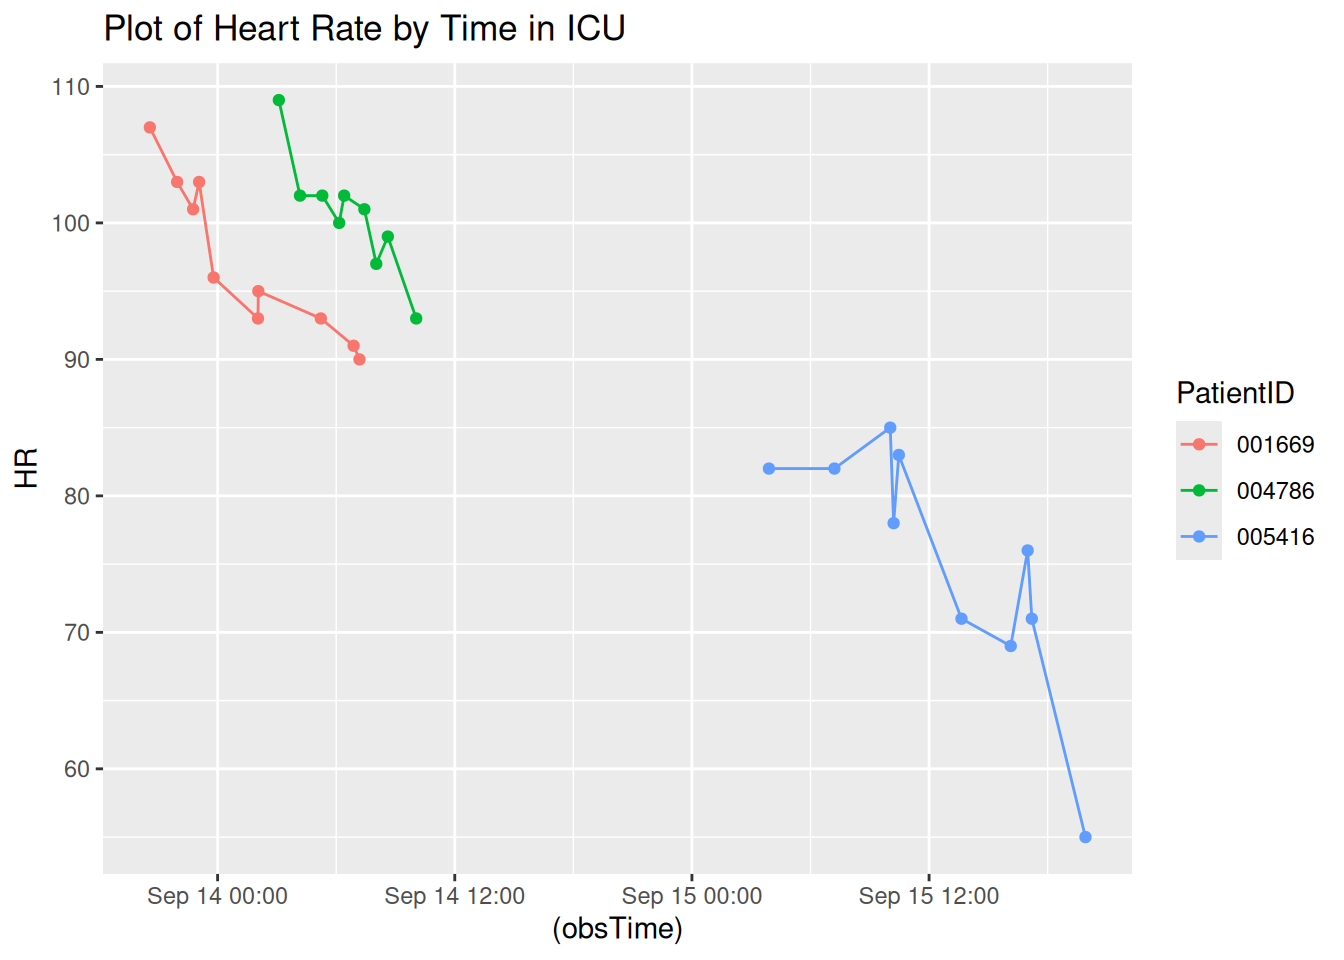 Plot of Heart Rate by Time in ICU
110
100
90
80
70
60
HR
Sep 14 00:00
Sep 14 12:00
Sep 15 00:00
Sep 15 12:00
(obsTime)
PatientID
001669
004786
005416